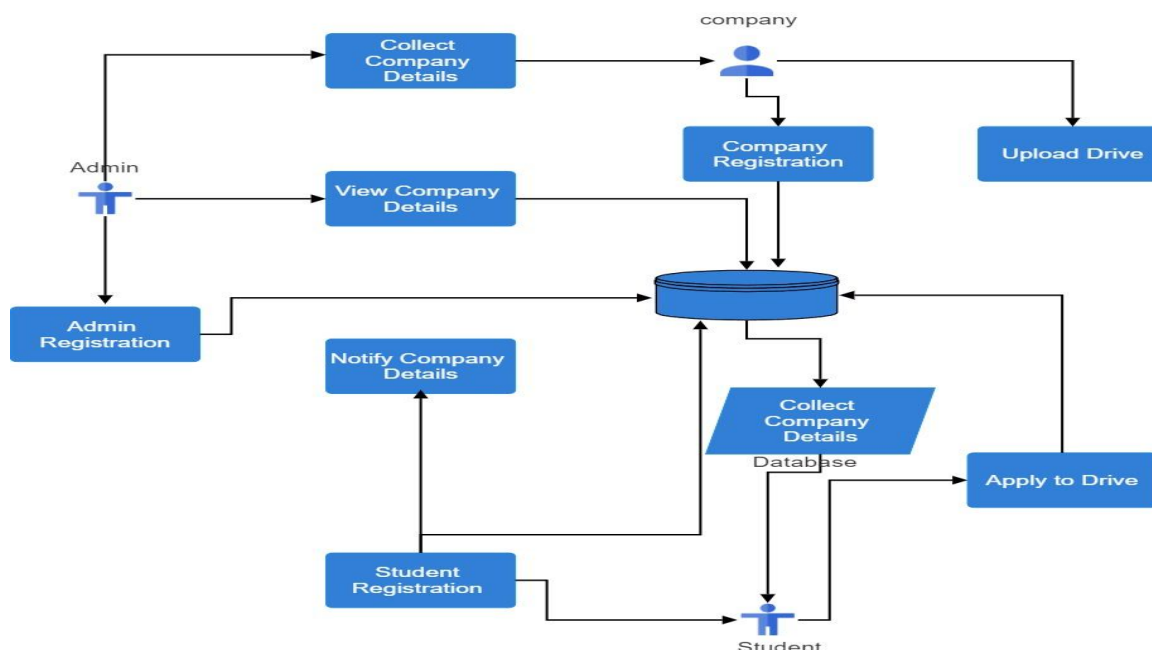 company
Collect
Company
Details
Company
Registration
Upload Drive
Admin
View Company
Details
Admin
Registration
Notify Company
Details
Collect
Company
Details
Database
Apply to Drive
Student
Registration
Student